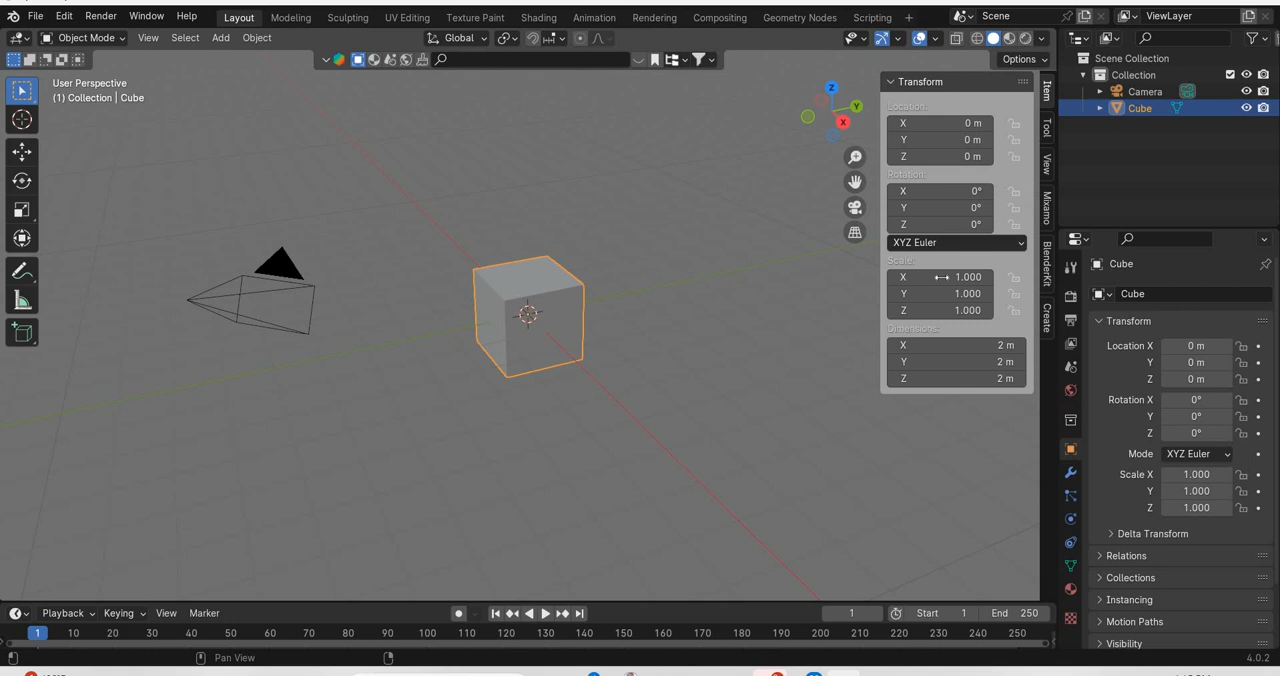 File Edit Render Window Help Layout Modeling Sculpting UV Editing Texture Paint Shading Animation Rendering Compositing Geometry Nodes Scripting + Scene ViewLayer
Object Mode View Select Add Object Global
Options
User Perspective
(1) Collection | Cube
Z
Y
X
Transform
Location:
X 0 m
Y 0 m
Z 0 m
Rotation:
X 0°
Y 0°
Z 0°
XYZ Euler
Scale:
X 1.000
Y 1.000
Z 1.000
Dimensions:
X 2 m
Y 2 m
Z 2 m
Item
Tool
View
Mixamo
BlenderKit
Create
Scene Collection
Collection
Camera
Cube
Cube
Cube
Transform
Location X 0 m
Y 0 m
Z 0 m
Rotation X 0°
Y 0°
Z 0°
Mode XYZ Euler
Scale X 1.000
Y 1.000
Z 1.000
Delta Transform
Relations
Collections
Instancing
Motion Paths
Visibility
Playback Keying View Marker 1 Start 1 End 250
1 10 20 30 40 50 60 70 80 90 100 110 120 130 140 150 160 170 180 190 200 210 220 230 240 250
Pan View 4.0.2